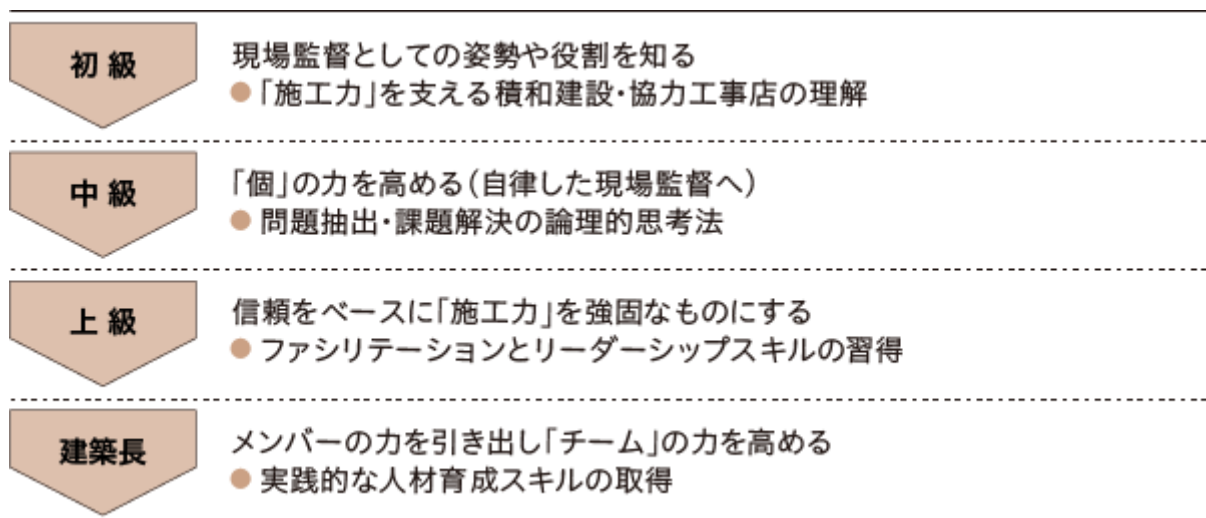 初級
現場監督としての姿勢や役割を知る
●「施工力」を支える積和建設・協力工事店の理解
中級
「個」の力を高める（自律した現場監督へ）
● 問題抽出・課題解決の論理的思考法
上級
信頼をベースに「施工力」を強固なものにする
● ファシリテーションとリーダーシップスキルの習得
建築長
メンバーの力を引き出し「チーム」の力を高める
● 実践的な人材育成スキルの取得